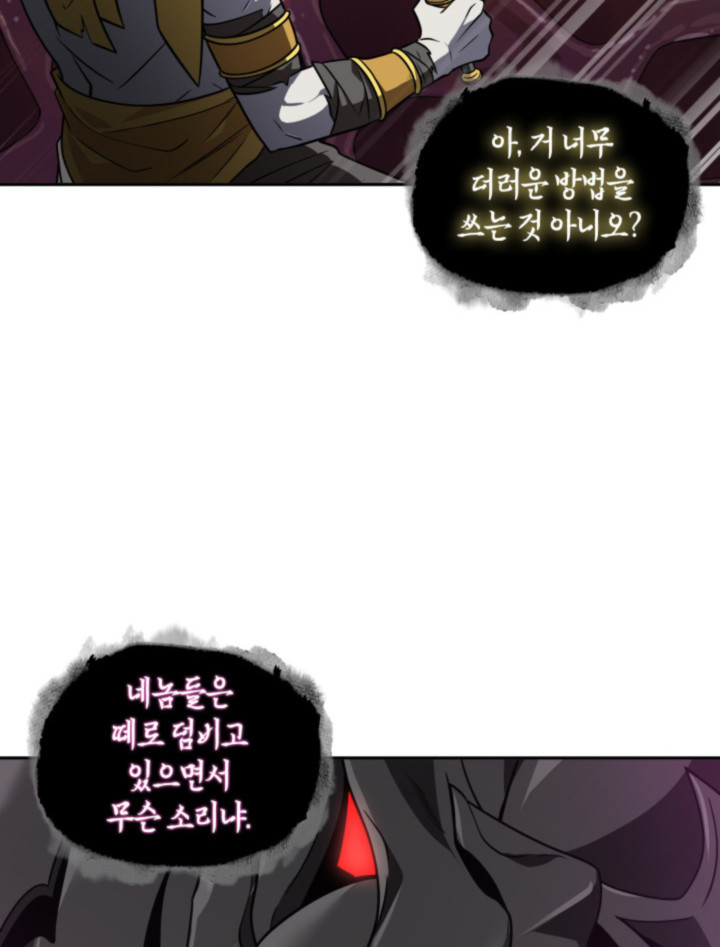 아, 거 너무
더러운 방법을
쓰는 것 아니오?
네놈들은
떼로 덤비고
있으면서
무슨 소리냐.